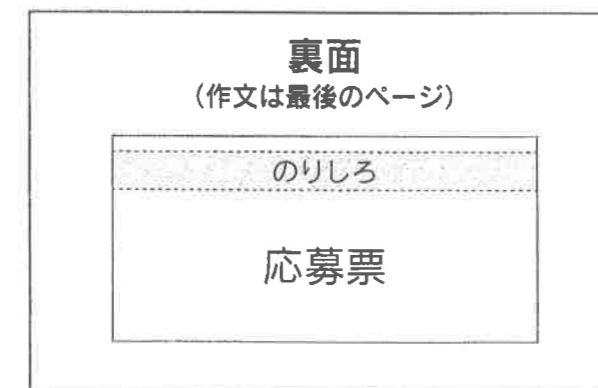 裏面
（作文は最後のページ）
のりしろ
応募票